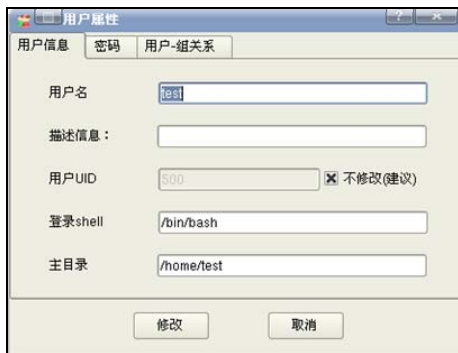 用户属性
用户信息 密码 用户-组关系
用户名 test
描述信息：
用户UID 500 不修改(建议)
登录shell /bin/bash
主目录 /home/test
修改 取消